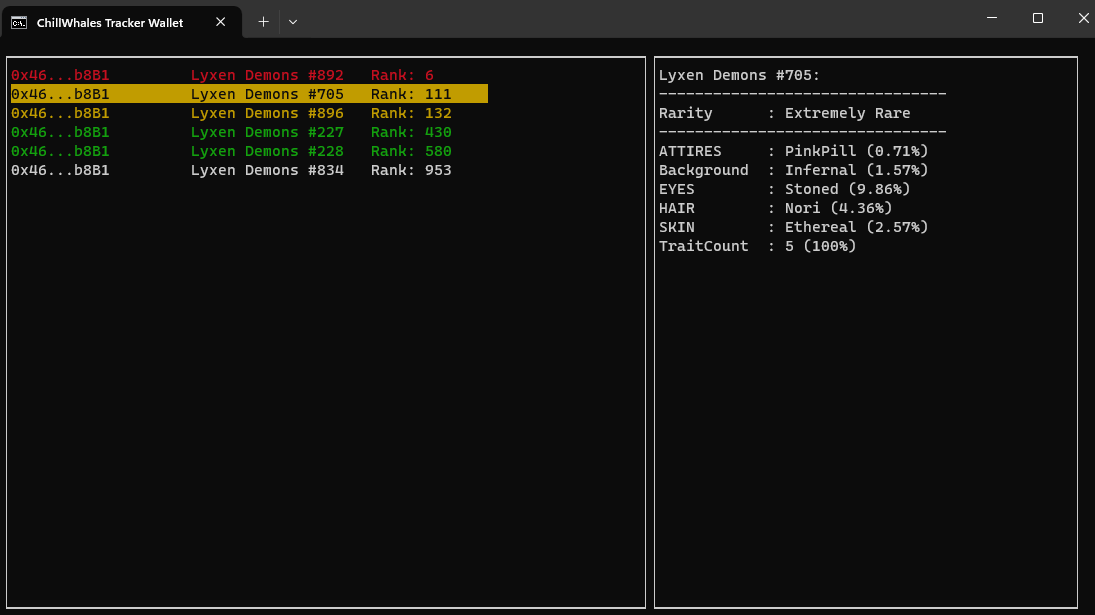 ChillWhales Tracker Wallet
0x46...b8B1 Lyxen Demons #892 Rank: 6
0x46...b8B1 Lyxen Demons #705 Rank: 111
0x46...b8B1 Lyxen Demons #896 Rank: 132
0x46...b8B1 Lyxen Demons #227 Rank: 430
0x46...b8B1 Lyxen Demons #228 Rank: 580
0x46...b8B1 Lyxen Demons #834 Rank: 953
Lyxen Demons #705:
--------------------------------
Rarity : Extremely Rare
--------------------------------
ATTIRES : PinkPill (0.71%)
Background : Infernal (1.57%)
EYES : Stoned (9.86%)
HAIR : Nori (4.36%)
SKIN : Ethereal (2.57%)
TraitCount : 5 (100%)